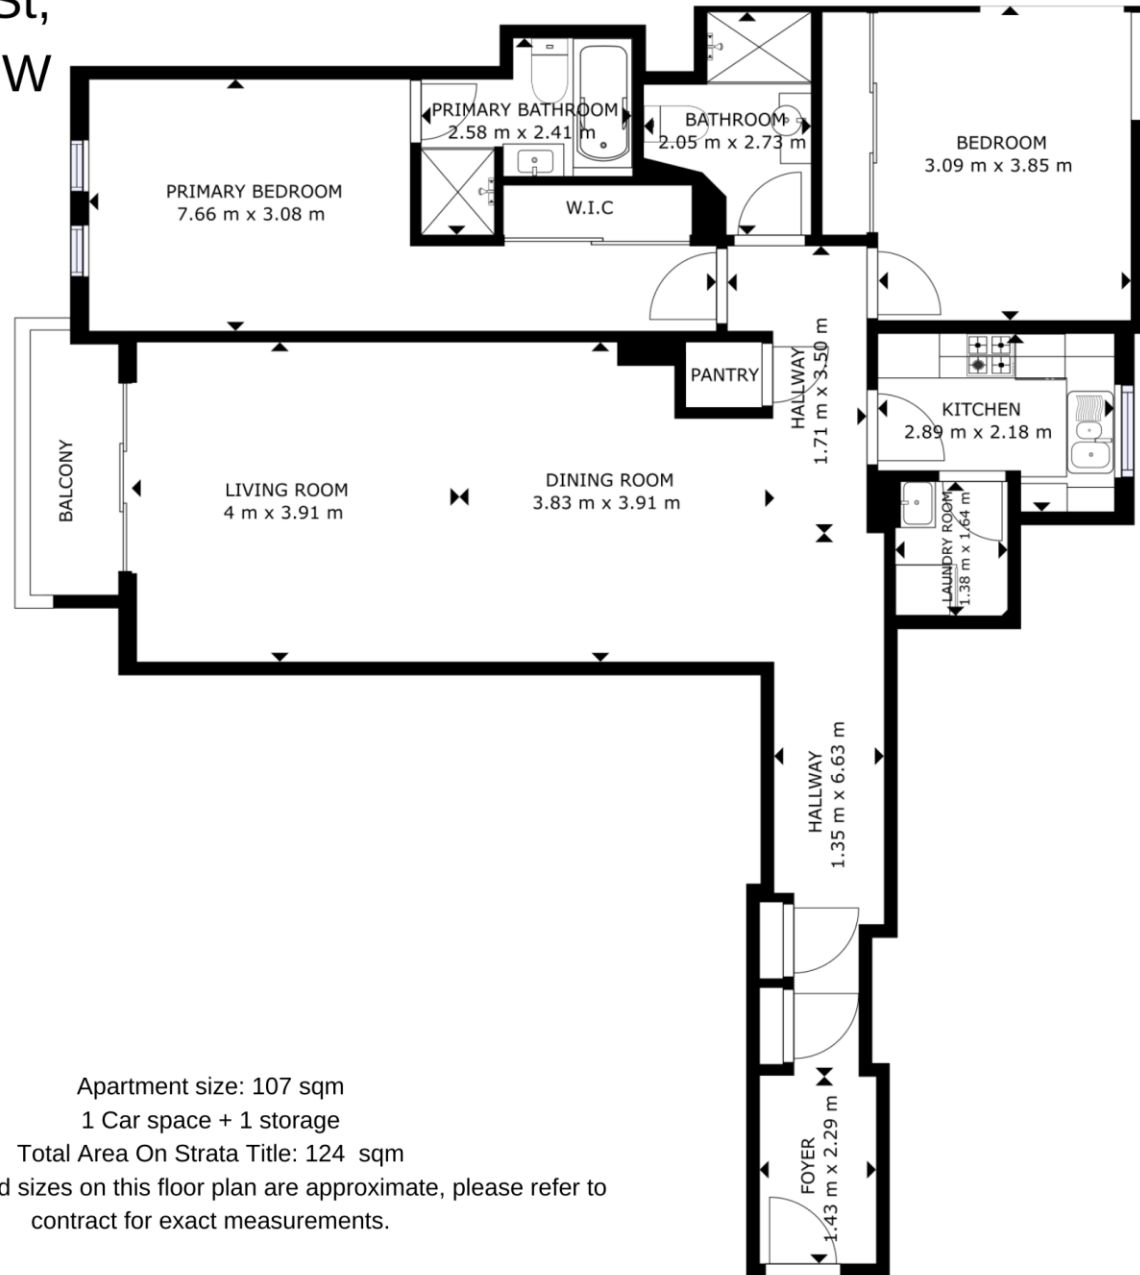 St,
W
PRIMARY BATHROOM
2.58 m x 2.41 m
BATHROOM
2.05 m x 2.73 m
BEDROOM
3.09 m x 3.85 m
PRIMARY BEDROOM
7.66 m x 3.08 m
W.I.C
PANTRY
HALLWAY
1.71 m x 3.50 m
KITCHEN
2.89 m x 2.18 m
BALCONY
LIVING ROOM
4 m x 3.91 m
DINING ROOM
3.83 m x 3.91 m
LAUNDRY ROOM
1.38 m x 1.64 m
HALLWAY
1.35 m x 6.63 m
FOYER
1.43 m x 2.29 m
Apartment size: 107 sqm
1 Car space + 1 storage
Total Area On Strata Title: 124 sqm
d sizes on this floor plan are approximate, please refer to
contract for exact measurements.